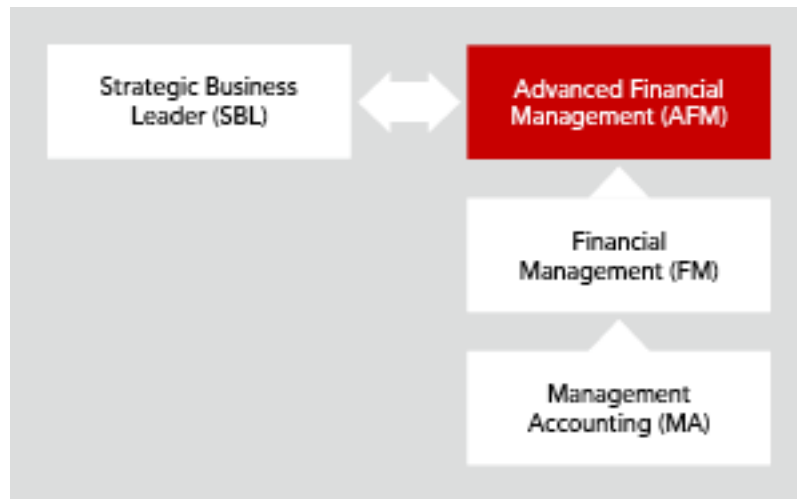 Strategic Business
Leader (SBL)
Advanced Financial
Management (AFM)
Financial
Management (FM)
Management
Accounting (MA)